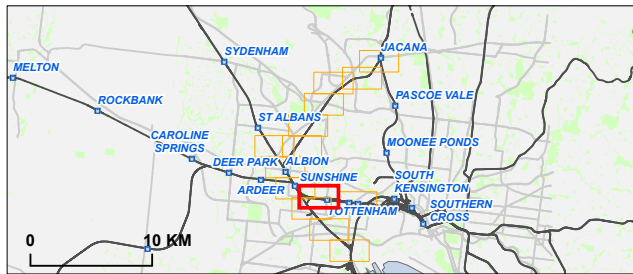 JACANA
SYDENHAM
MELTON
PASCOE VALE
ROCKBANK
ST ALBANS
CAROLINE
SPRINGS
MOONEE PONDS
DEER PARK
ALBION
SUNSHINE
SOUTH
KENSINGTON
ARDEER
TOTTENHAM
SOUTHERN
CROSS
0
10 KM